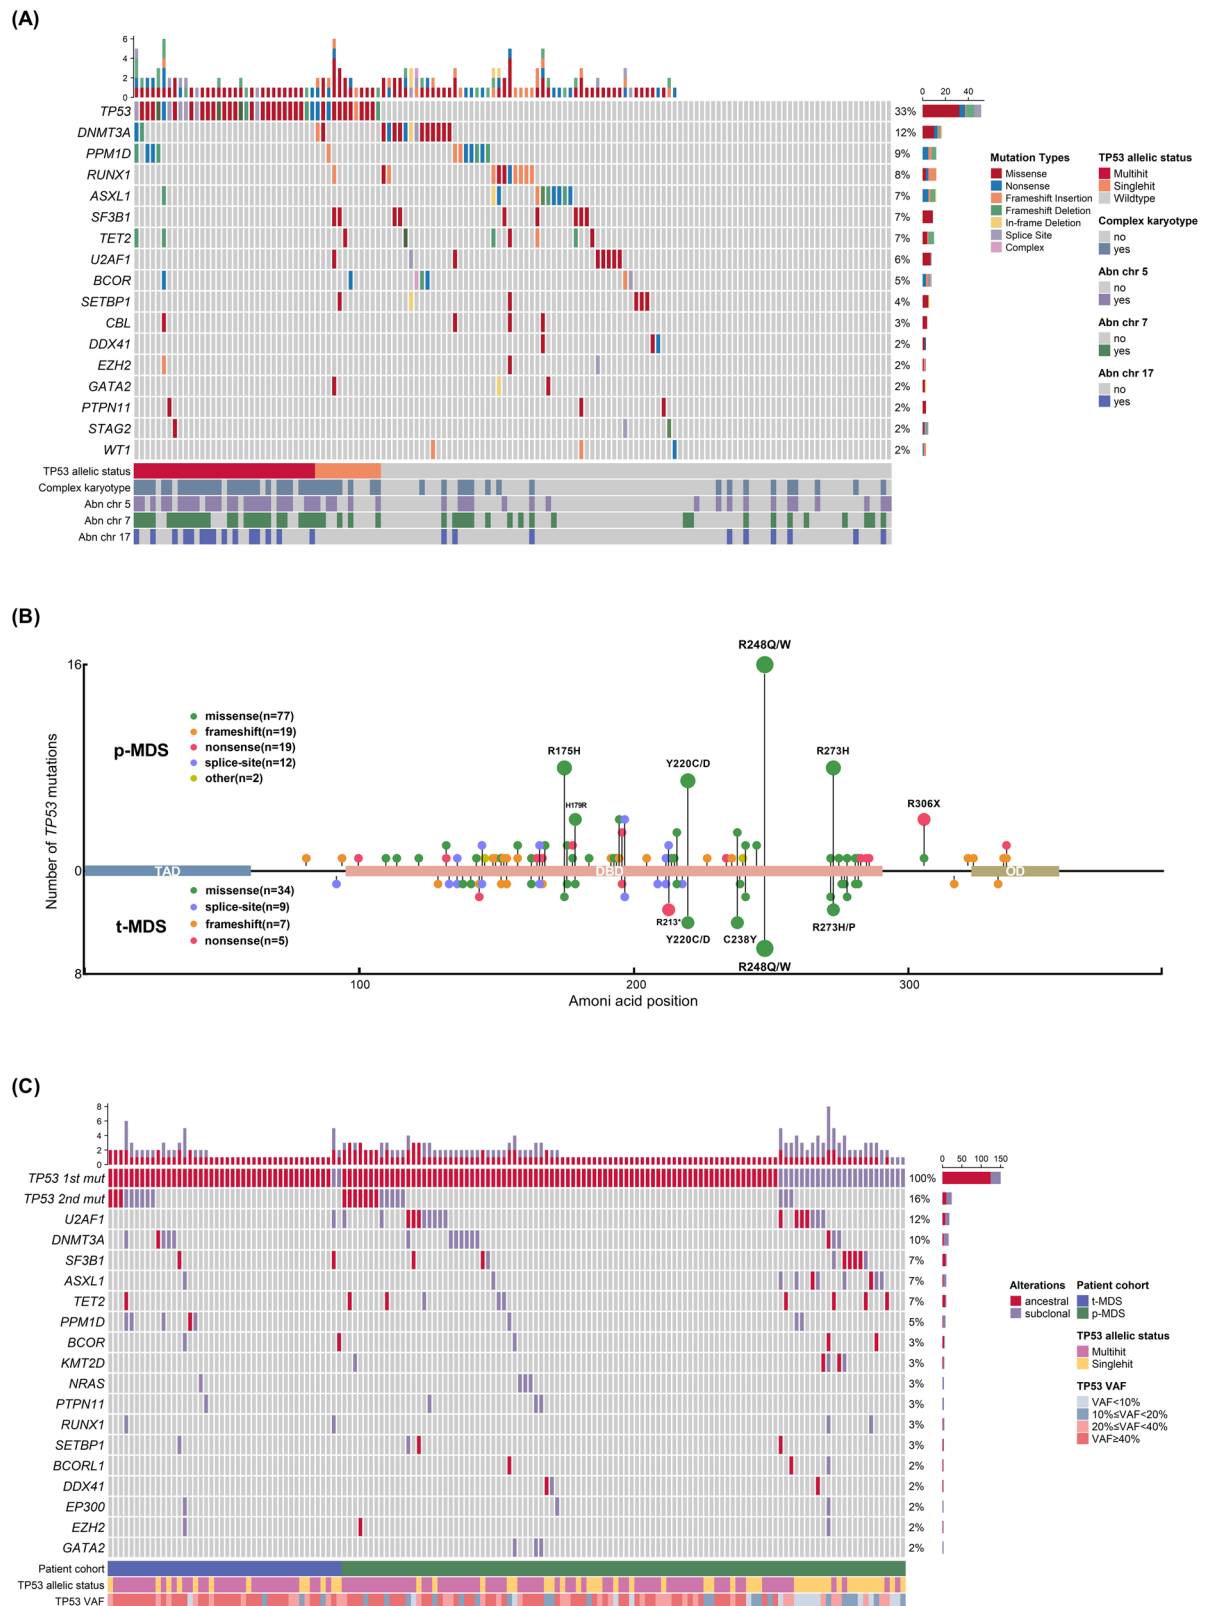 (A)
6
4
2
0
0 20 40
TP53 33%
DNMT3A 12%
PPM1D 9%
RUNX1 8%
ASXL1 7%
SF3B1 7%
TET2 7%
U2AF1 6%
BCOR 5%
SETBP1 4%
CBL 3%
DDX41 2%
EZH2 2%
GATA2 2%
PTPN11 2%
STAG2 2%
WT1 2%
TP53 allelic status
Complex karyotype
Abn chr 5
Abn chr 7
Abn chr 17
Mutation Types
Missense
Nonsense
Frameshift Insertion
Frameshift Deletion
In-frame Deletion
Splice Site
Complex
TP53 allelic status
Multihit
Singlehit
Wildtype
Complex karyotype
no
yes
Abn chr 5
no
yes
Abn chr 7
no
yes
Abn chr 17
no
yes
(B)
Number of TP53 mutations
16
0
8
p-MDS
missense(n=77)
frameshift(n=19)
nonsense(n=19)
splice-site(n=12)
other(n=2)
R248Q/W
R175H
Y220C/D
R273H
H179R
R306X
TAD
DBD
OD
t-MDS
missense(n=34)
splice-site(n=9)
frameshift(n=7)
nonsense(n=5)
R213*
Y220C/D
C238Y
R273H/P
R248Q/W
100 200 300
Amoni acid position
(C)
8
6
4
2
0
0 50 100 150
TP53 1st mut 100%
TP53 2nd mut 16%
U2AF1 12%
DNMT3A 10%
SF3B1 7%
ASXL1 7%
TET2 7%
PPM1D 5%
BCOR 3%
KMT2D 3%
NRAS 3%
PTPN11 3%
RUNX1 3%
SETBP1 3%
BCORL1 2%
DDX41 2%
EP300 2%
EZH2 2%
GATA2 2%
Patient cohort
TP53 allelic status
TP53 VAF
Alterations
ancestral
subclonal
Patient cohort
t-MDS
p-MDS
TP53 allelic status
Multihit
Singlehit
TP53 VAF
VAF<10%
10%≤VAF<20%
20%≤VAF<40%
VAF≥40%